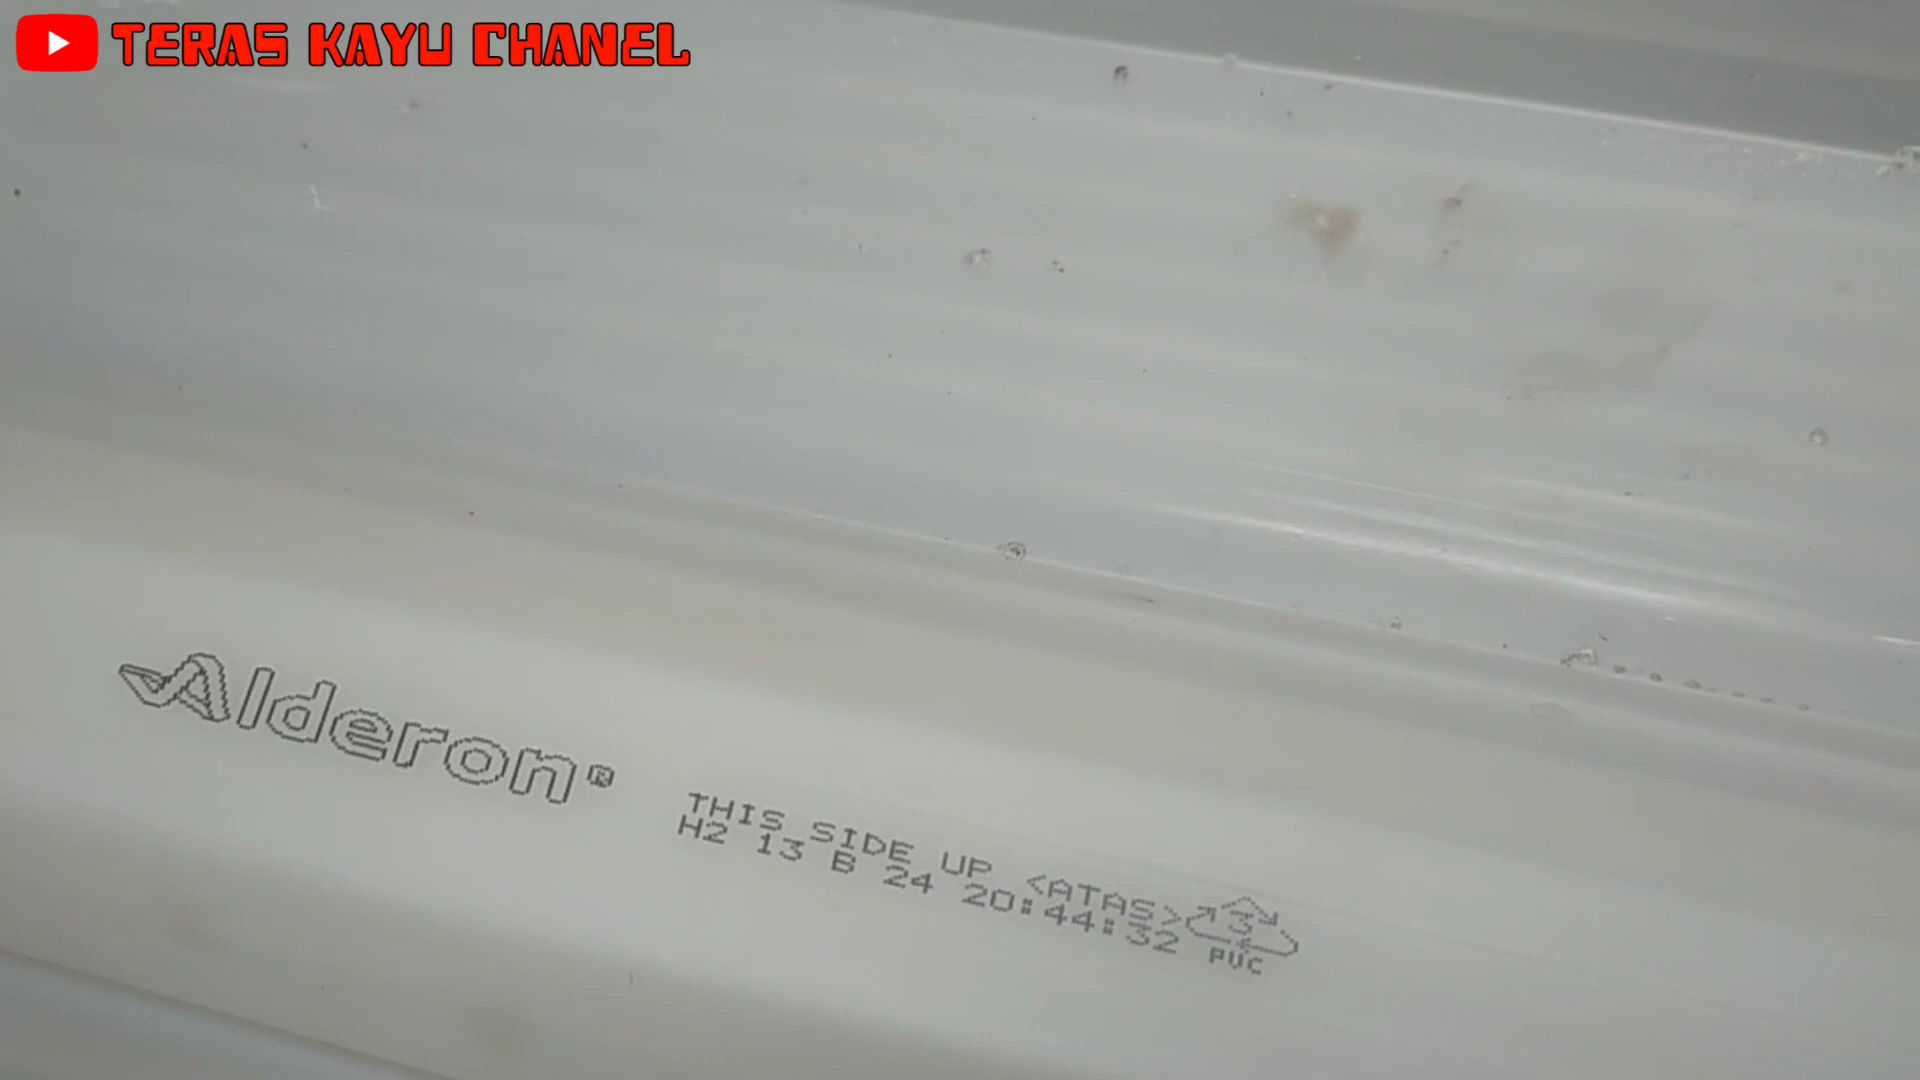 TERAS KAYU CHANEL
Alderon®
THIS SIDE UP <ATAS>
H2 13 B 24 20:44:32
3
PVC